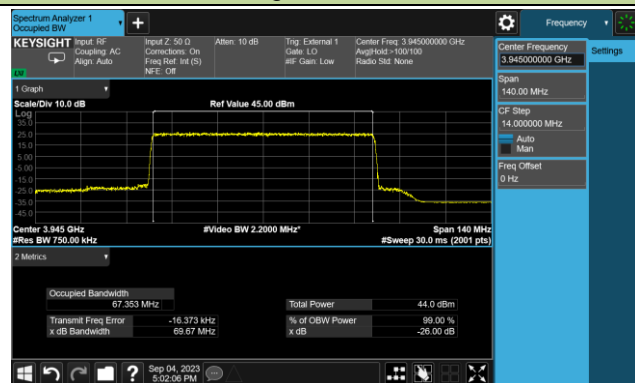 Spectrum Analyzer 1
Occupied BW
Frequency
KEYSIGHT
Input: RF
Coupling: AC
Align: Auto
Input Z: 50 Ω
Corrections: On
Freq Ref: Int (S)
NFE: Off
Atten: 10 dB
Trig: External 1
Gate: LO
#IF Gain: Low
Center Freq: 3.945000000 GHz
Avg|Hold:>100/100
Radio Std: None
Center Frequency
3.945000000 GHz
Settings
Span
140.00 MHz
CF Step
14.000000 MHz
Auto
Man
Freq Offset
0 Hz
1 Graph
Scale/Div 10.0 dB
Ref Value 45.00 dBm
Log
35.0
25.0
15.0
5.00
-5.00
-15.0
-25.0
-35.0
-45.0
Center 3.945 GHz
#Video BW 2.2000 MHz*
Span 140 MHz
#Res BW 750.00 kHz
#Sweep 30.0 ms (2001 pts)
2 Metrics
Occupied Bandwidth
67.353 MHz
Total Power 44.0 dBm
Transmit Freq Error -16.373 kHz
% of OBW Power 99.00 %
x dB Bandwidth 69.67 MHz
x dB -26.00 dB
?
Sep 04, 2023
5:02:06 PM